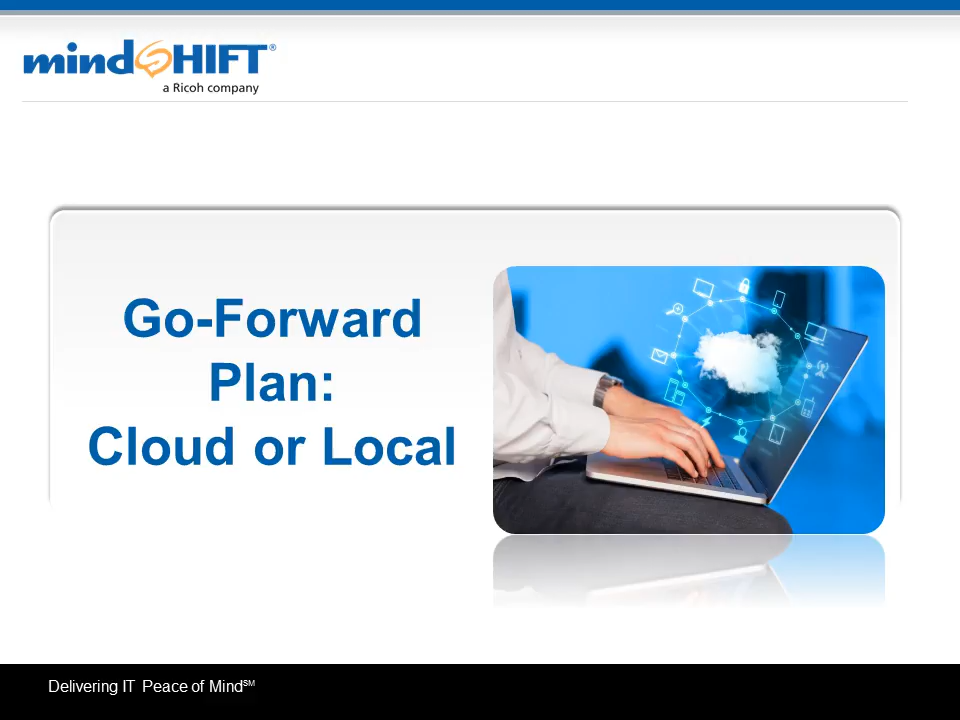 mindSHIFT®
a Ricoh company
Go-Forward
Plan:
Cloud or Local
Delivering IT Peace of Mind℠